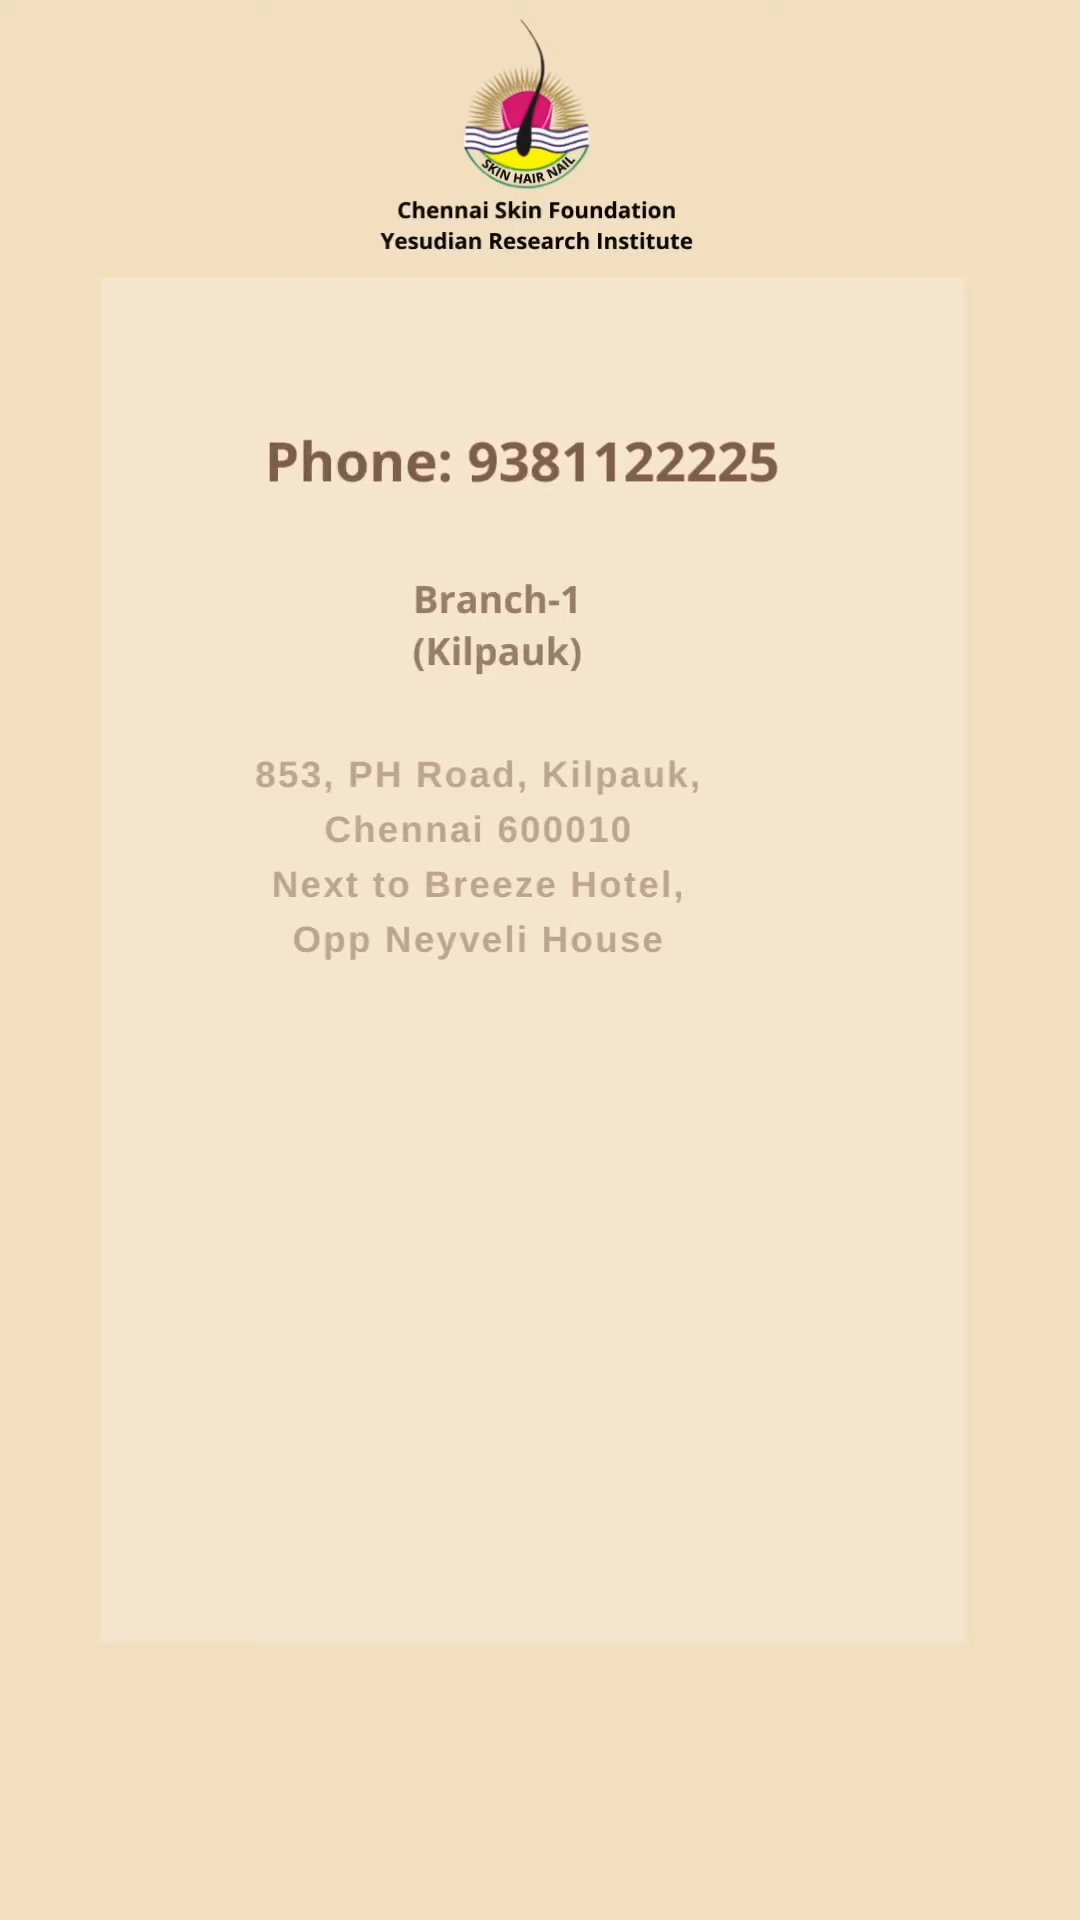 SKIN HAIR NAIL
Chennai Skin Foundation
Yesudian Research Institute
Phone: 9381122225
Branch-1
(Kilpauk)
853, PH Road, Kilpauk,
Chennai 600010
Next to Breeze Hotel,
Opp Neyveli House